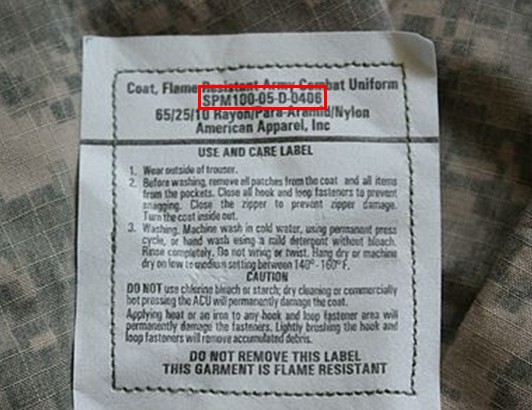 Coat, Flame Resistant Army Combat Uniform
SPM100-05-D-0406
65/25/10 Rayon/Para-Aramid/Nylon
American Apparel, Inc
USE AND CARE LABEL
1. Wear outside of trouser.
2. Before washing, remove all patches from the coat and all items
from the pockets. Close all hook and loop fasteners to prevent
snagging. Close the zipper to prevent zipper damage.
Turn the coat inside out.
3. Washing. Machine wash in cold water, using permanent press
cycle, or hand wash using a mild detergent without bleach.
Rinse completely. Do not wring or twist. Hang dry or machine
dry on low to medium setting between 140°-160° F.
CAUTION
DO NOT use chlorine bleach or starch; dry cleaning or commercially
hot pressing the ACU will permanently damage the coat.
Applying heat or an iron to any hook and loop fastener area will
permanently damage the fasteners. Lightly brushing the hook and
loop fasteners will remove accumulated debris.
DO NOT REMOVE THIS LABEL
THIS GARMENT IS FLAME RESISTANT